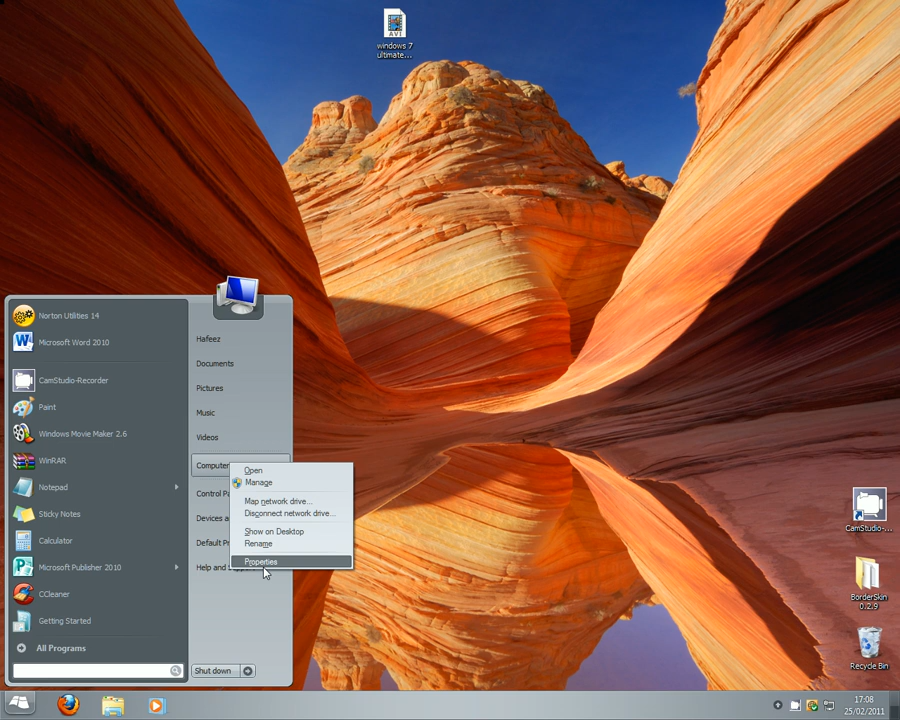 windows 7
ultimate...
Norton Utilities 14
Microsoft Word 2010
CamStudio-Recorder
Paint
Windows Movie Maker 2.6
WinRAR
Notepad
Sticky Notes
Calculator
Microsoft Publisher 2010
CCleaner
Getting Started
All Programs
Hafeez
Documents
Pictures
Music
Videos
Computer
Control Pa
Devices a
Default Pr
Help and
Shut down
Open
Manage
Map network drive...
Disconnect network drive...
Show on Desktop
Rename
Properties
CamStudio-...
BorderSkin
0.2.9
Recycle Bin
17:08
25/02/2011